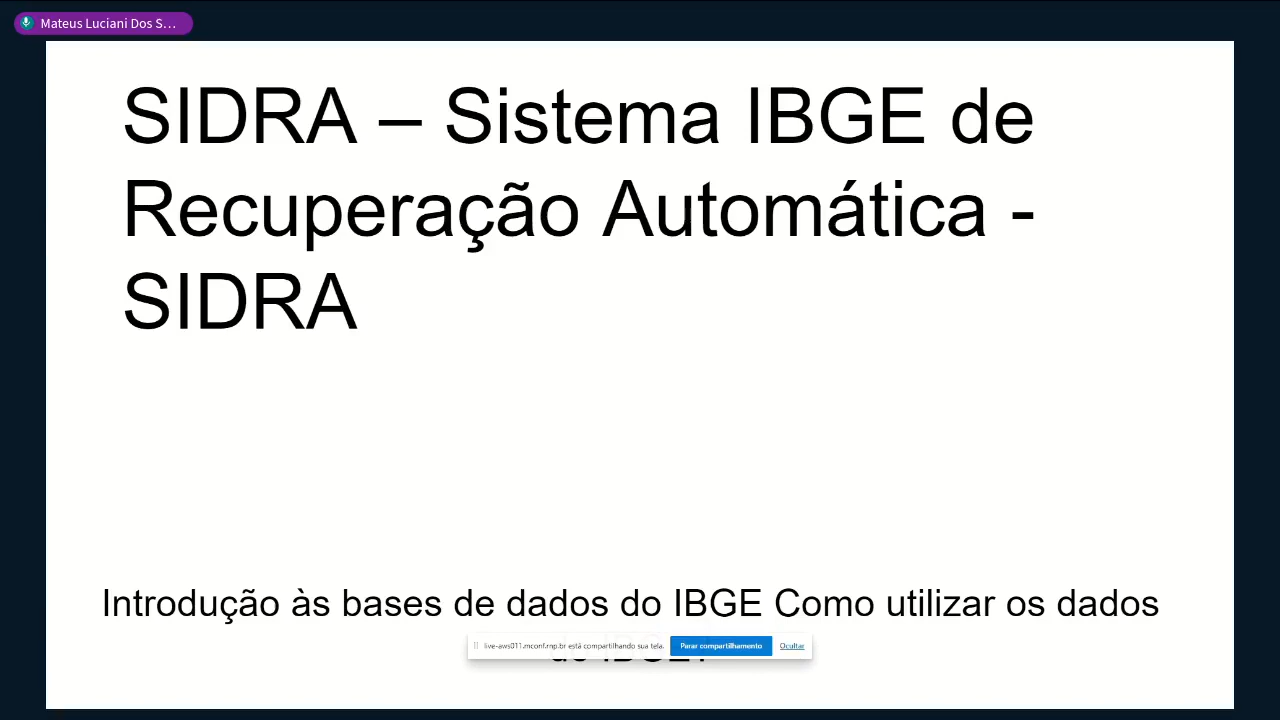 Mateus Luciani Dos S...
SIDRA – Sistema IBGE de
Recuperação Automática -
SIDRA
Introdução às bases de dados do IBGE Como utilizar os dados
live-aws011.mconf.rnp.br está compartilhando sua tela. Parar compartilhamento Ocultar